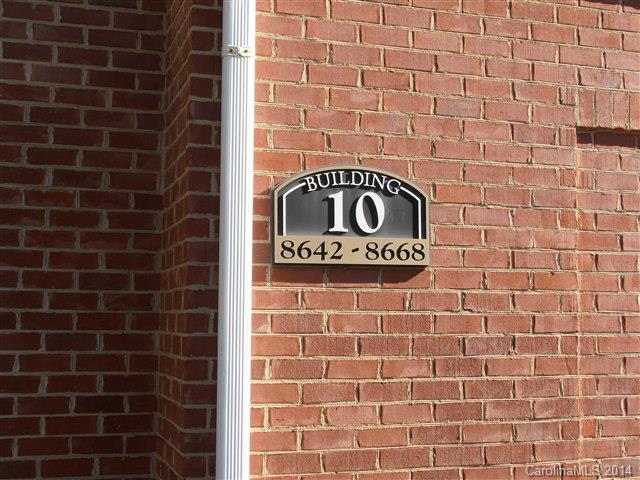 BUILDING
10
8642 - 8668
CarolinaMLS 2014